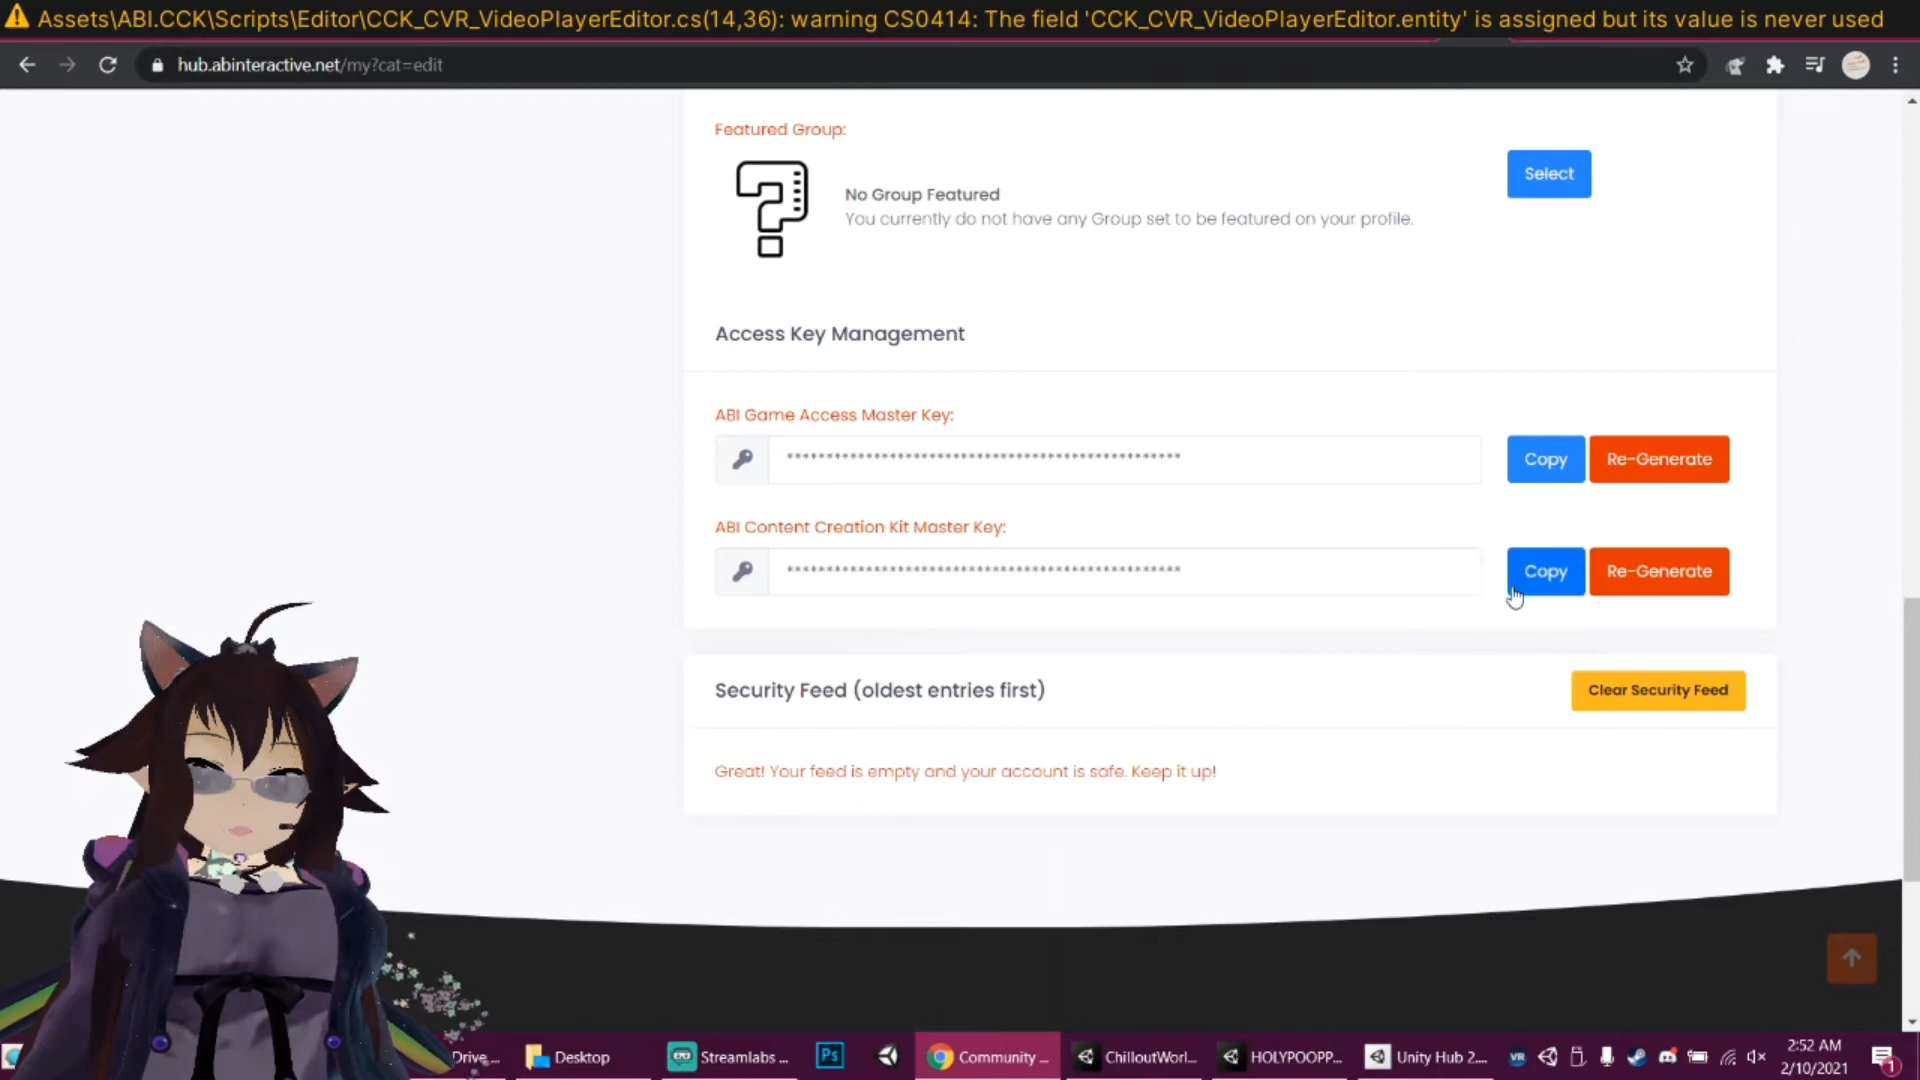 Assets\ABI.CCK\Scripts\Editor\CCK_CVR_VideoPlayerEditor.cs(14,36): warning CS0414: The field 'CCK_CVR_VideoPlayerEditor.entity' is assigned but its value is never used
hub.abinteractive.net/my?cat=edit
Featured Group:
No Group Featured
You currently do not have any Group set to be featured on your profile.
Select
Access Key Management
ABI Game Access Master Key:
Copy
Re-Generate
ABI Content Creation Kit Master Key:
Copy
Re-Generate
Security Feed (oldest entries first)
Clear Security Feed
Great! Your feed is empty and your account is safe. Keep it up!
Drive ...
Desktop
Streamlabs ...
Ps
Community ...
ChilloutWorl...
HOLYPOOPP...
Unity Hub 2....
VR
2:52 AM
2/10/2021
1